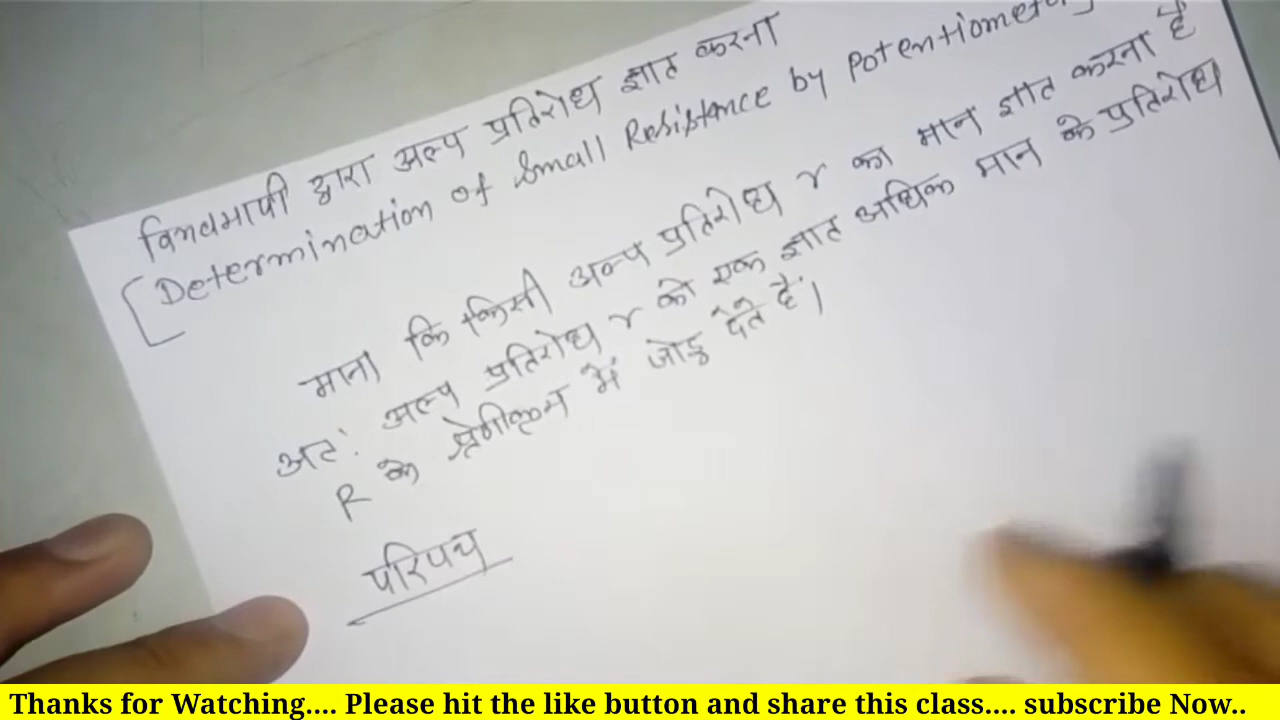 विभवमापी द्वारा अल्प प्रतिरोध ज्ञात करना
[Determination of Small Resistance by Potentiometer
माना कि किसी अल्प प्रतिरोध r का मान ज्ञात करना है
अतः अल्प प्रतिरोध r को एक ज्ञात अधिक मान के प्रतिरोध
R के श्रेणीक्रम में जोड़ देते हैं।
परिपथ
Thanks for Watching.... Please hit the like button and share this class.... subscribe Now..